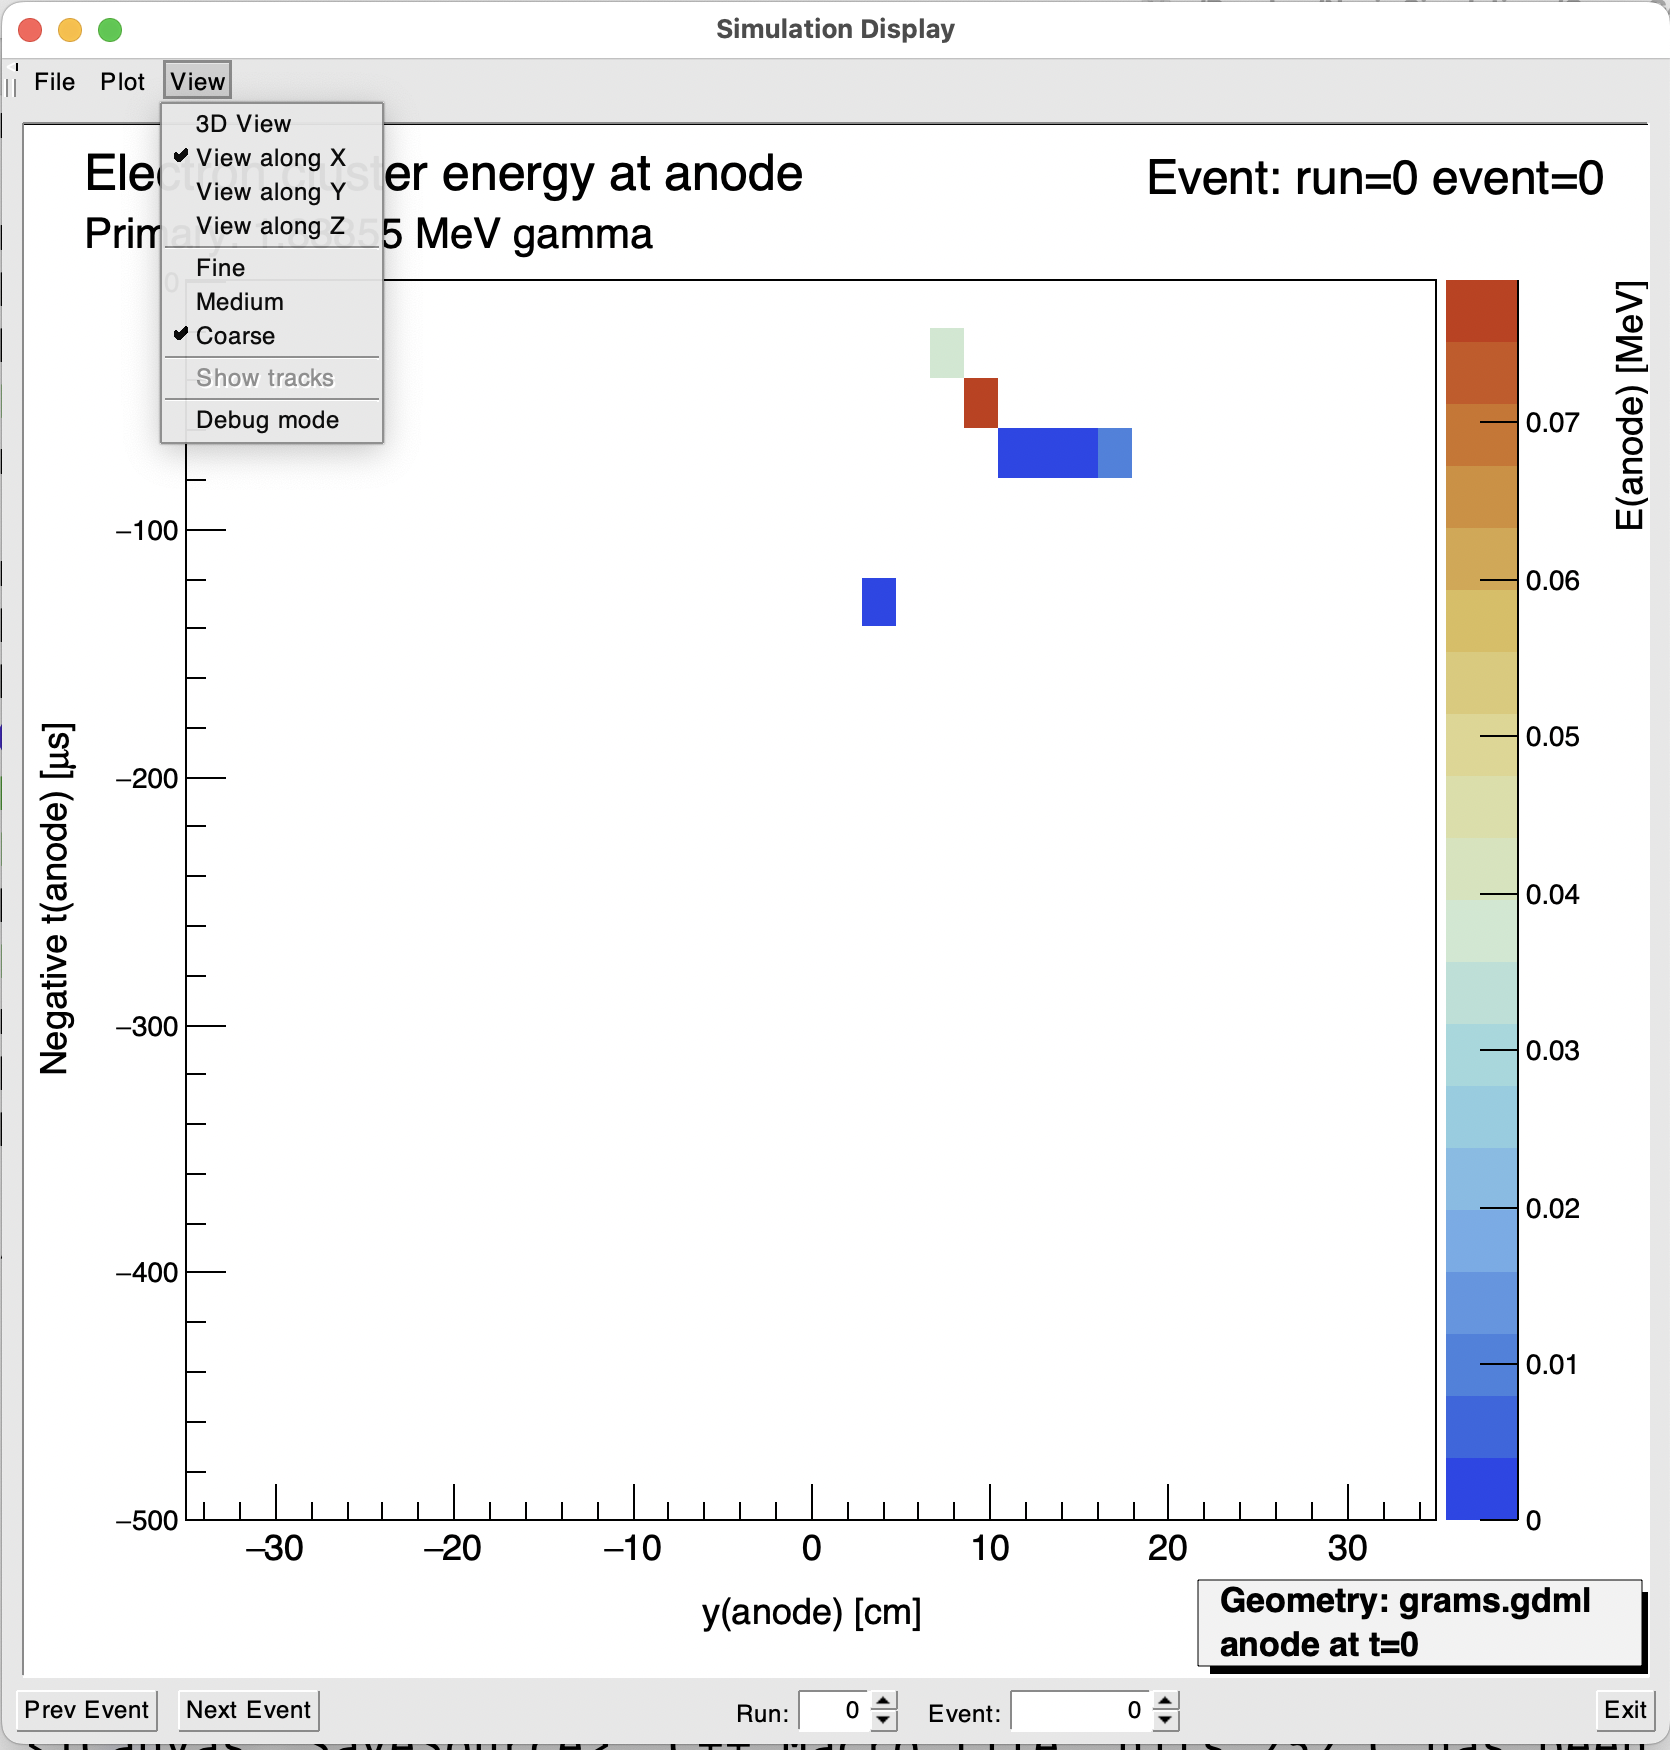 Simulation Display
File Plot View
3D View
View along X
View along Y
View along Z
Fine
Medium
Coarse
Show tracks
Debug mode
Electron cluster energy at anode
Event: run=0 event=0
MeV gamma
0
−100
−200
−300
−400
−500
Negative t(anode) [μs]
−30 −20 −10 0 10 20 30
y(anode) [cm]
E(anode) [MeV]
0.07
0.06
0.05
0.04
0.03
0.02
0.01
0
Geometry: grams.gdml
anode at t=0
Prev Event Next Event Run: 0 Event: 0 Exit